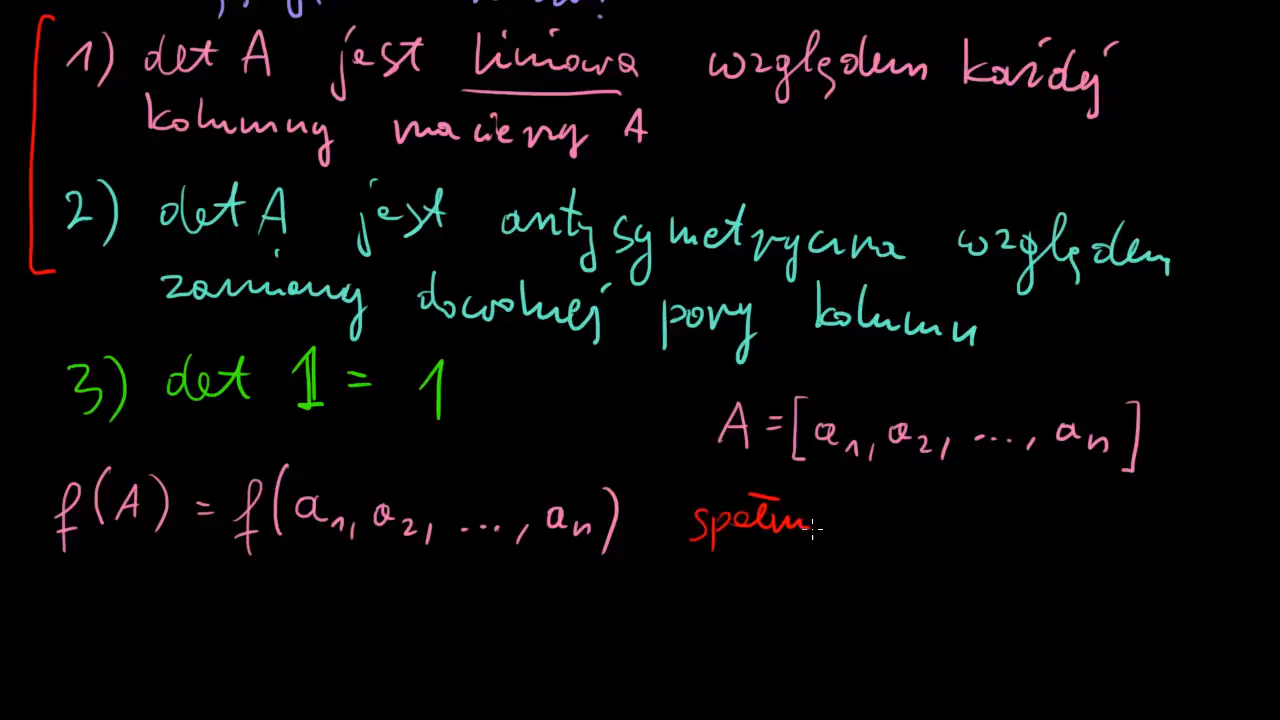 1) det A jest liniowa względem każdej
kolumny macierzy A
2) det A jest antysymetryczna względem
zamiany dowolnej pary kolumn
3) det 𝟙 = 1
A = [a₁, a₂, ..., aₙ]
f(A) = f(a₁, a₂, ..., aₙ) spełni